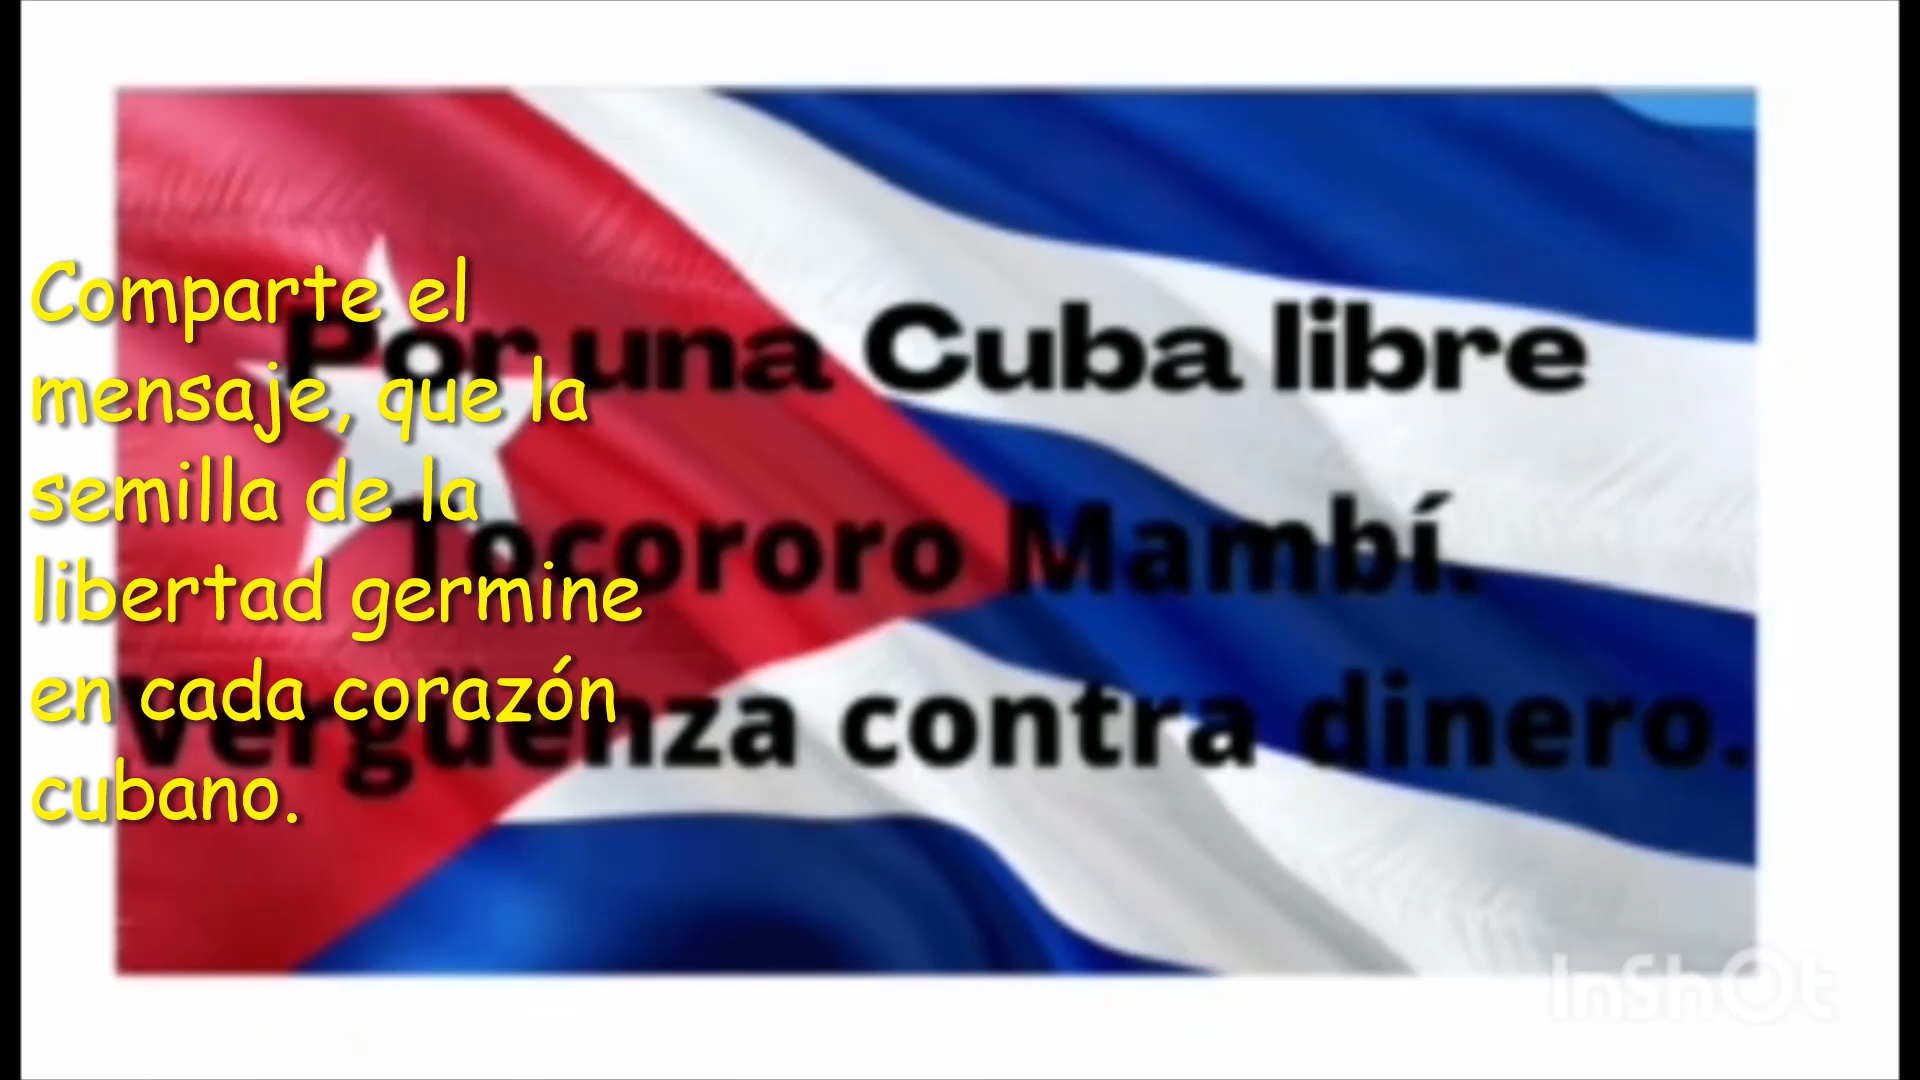 Comparte el
mensaje, que la
semilla de la
libertad germine
en cada corazón
cubano.
Por una Cuba libre
Tocororo Mambí.
Vergüenza contra dinero.
InShOt